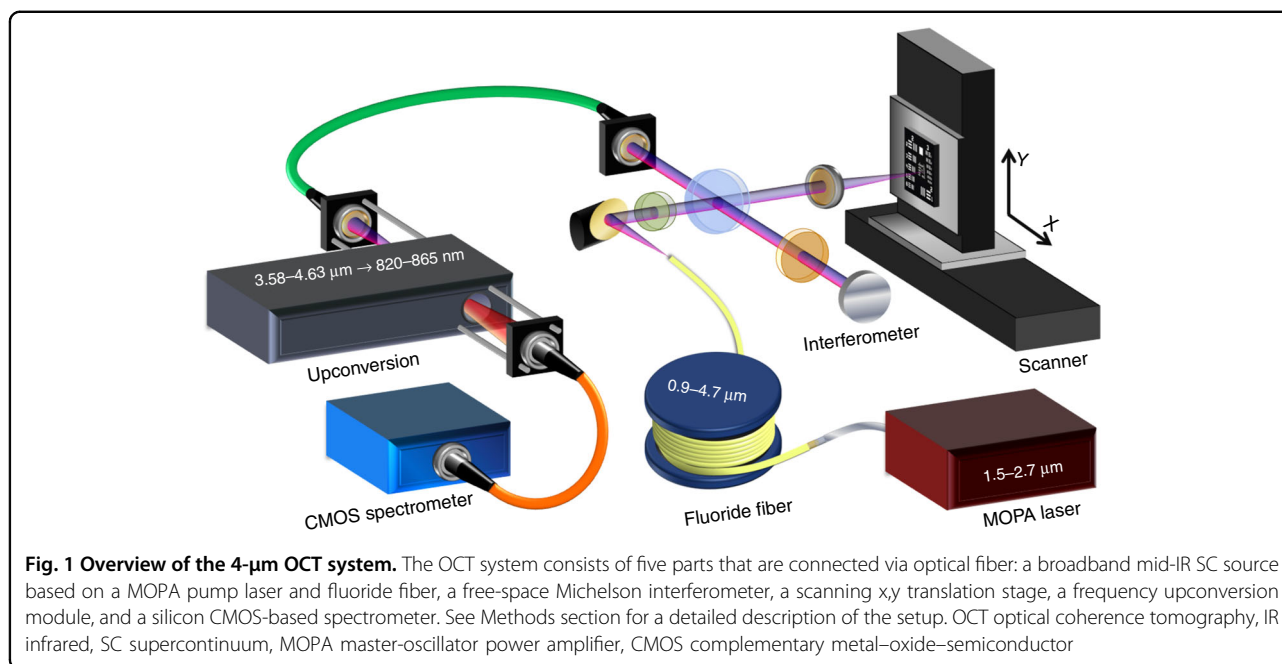 3.58–4.63 μm → 820–865 nm
Upconversion
Y
X
Interferometer
Scanner
0.9–4.7 μm
1.5–2.7 μm
CMOS spectrometer
Fluoride fiber
MOPA laser
Fig. 1 Overview of the 4-μm OCT system. The OCT system consists of five parts that are connected via optical fiber: a broadband mid-IR SC source
based on a MOPA pump laser and fluoride fiber, a free-space Michelson interferometer, a scanning x,y translation stage, a frequency upconversion
module, and a silicon CMOS-based spectrometer. See Methods section for a detailed description of the setup. OCT optical coherence tomography, IR
infrared, SC supercontinuum, MOPA master-oscillator power amplifier, CMOS complementary metal–oxide–semiconductor